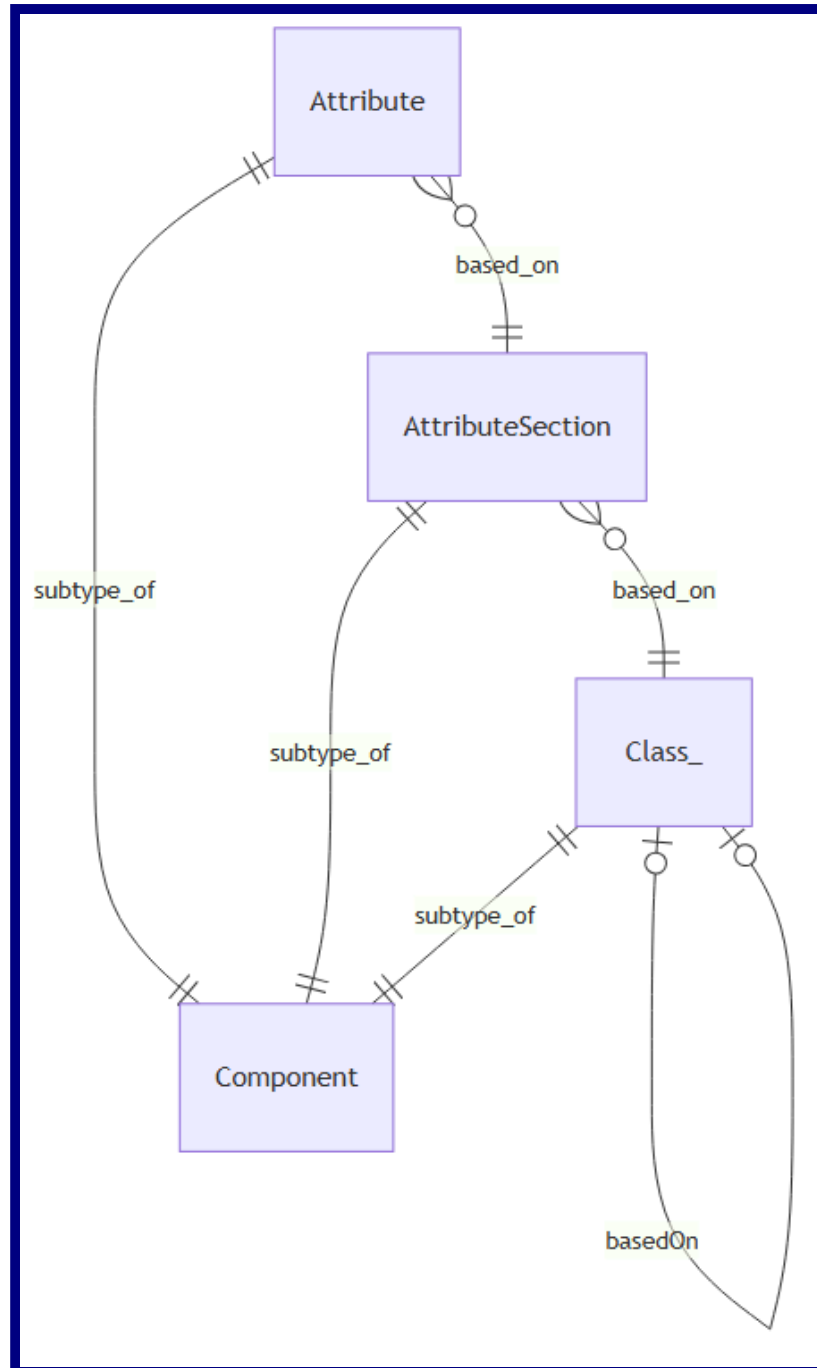 Attribute
based_on
AttributeSection
subtype_of
based_on
subtype_of
Class_
subtype_of
Component
basedOn